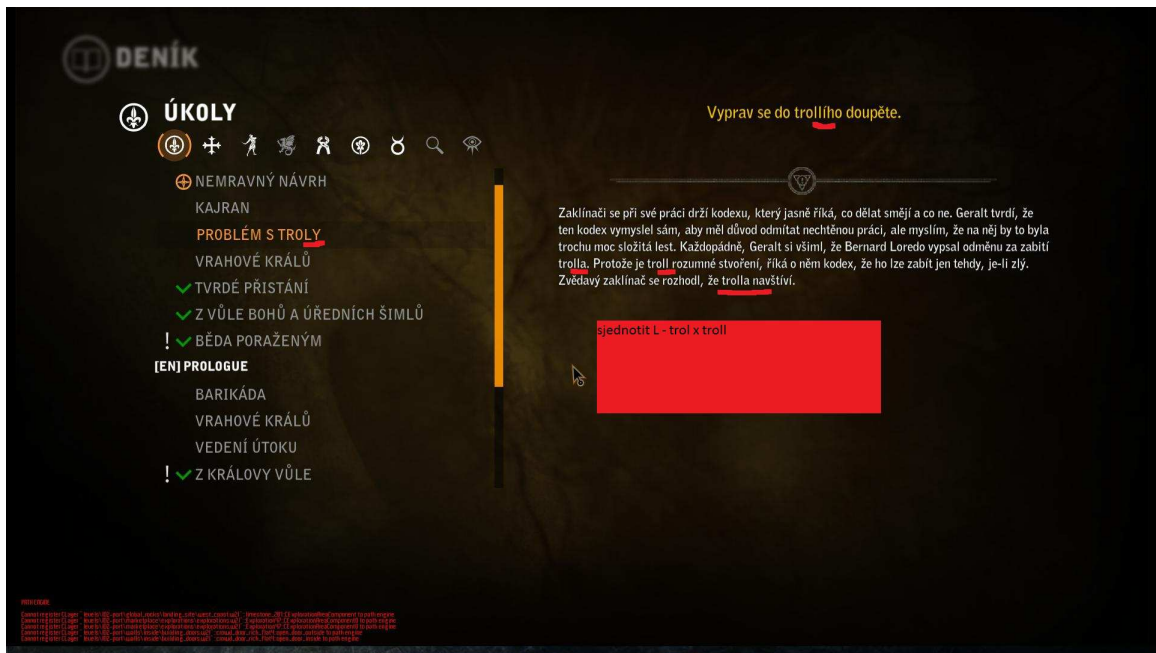 DENÍK
ÚKOLY
NEMRAVNÝ NÁVRH
KAJRAN
PROBLÉM S TROLY
VRAHOVÉ KRÁLŮ
TVRDÉ PŘISTÁNÍ
Z VŮLE BOHŮ A ÚŘEDNÍCH ŠIMLŮ
! BĚDA PORAŽENÝM
[EN] PROLOGUE
BARIKÁDA
VRAHOVÉ KRÁLŮ
VEDENÍ ÚTOKU
! Z KRÁLOVY VŮLE
Vyprav se do trollího doupěte.
Zaklínači se při své práci drží kodexu, který jasně říká, co dělat smějí a co ne. Geralt tvrdí, že
ten kodex vymyslel sám, aby měl důvod odmítat nechtěnou práci, ale myslím, že na něj by to byla
trochu moc složitá lest. Každopádně, Geralt si všiml, že Bernard Loredo vypsal odměnu za zabití
trolla. Protože je troll rozumné stvoření, říká o něm kodex, že ho lze zabít jen tehdy, je-li zlý.
Zvědavý zaklínač se rozhodl, že trolla navštíví.
sjednotit L - trol x troll